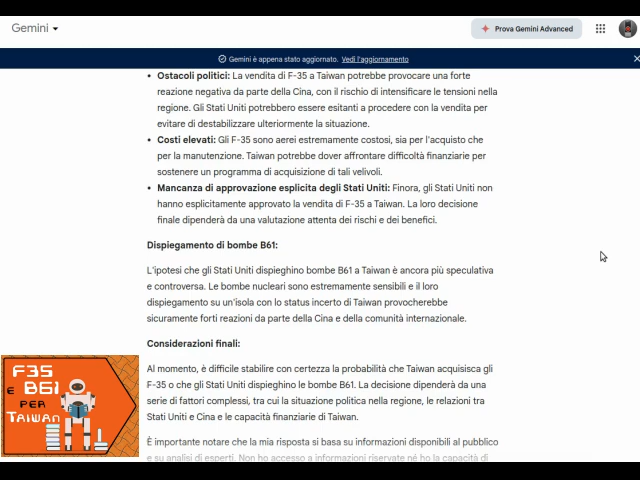 Gemini
Prova Gemini Advanced
Gemini è appena stato aggiornato. Vedi l'aggiornamento
• Ostacoli politici: La vendita di F-35 a Taiwan potrebbe provocare una forte
reazione negativa da parte della Cina, con il rischio di intensificare le tensioni nella
regione. Gli Stati Uniti potrebbero essere esitanti a procedere con la vendita per
evitare di destabilizzare ulteriormente la situazione.
• Costi elevati: Gli F-35 sono aerei estremamente costosi, sia per l'acquisto che
per la manutenzione. Taiwan potrebbe dover affrontare difficoltà finanziarie per
sostenere un programma di acquisizione di tali velivoli.
• Mancanza di approvazione esplicita degli Stati Uniti: Finora, gli Stati Uniti non
hanno esplicitamente approvato la vendita di F-35 a Taiwan. La loro decisione
finale dipenderà da una valutazione attenta dei rischi e dei benefici.
Dispiegamento di bombe B61:
L'ipotesi che gli Stati Uniti dispieghino bombe B61 a Taiwan è ancora più speculativa
e controversa. Le bombe nucleari sono estremamente sensibili e il loro
dispiegamento su un'isola con lo status incerto di Taiwan provocherebbe
sicuramente forti reazioni da parte della Cina e della comunità internazionale.
Considerazioni finali:
Al momento, è difficile stabilire con certezza la probabilità che Taiwan acquisisca gli
F-35 o che gli Stati Uniti dispieghino le bombe B61. La decisione dipenderà da una
serie di fattori complessi, tra cui la situazione politica nella regione, le relazioni tra
Stati Uniti e Cina e le capacità finanziarie di Taiwan.
È importante notare che la mia risposta si basa su informazioni disponibili al pubblico
e su analisi di esperti. Non ho accesso a informazioni riservate né ho la capacità di
F35
E B61
PER
TAIWAN